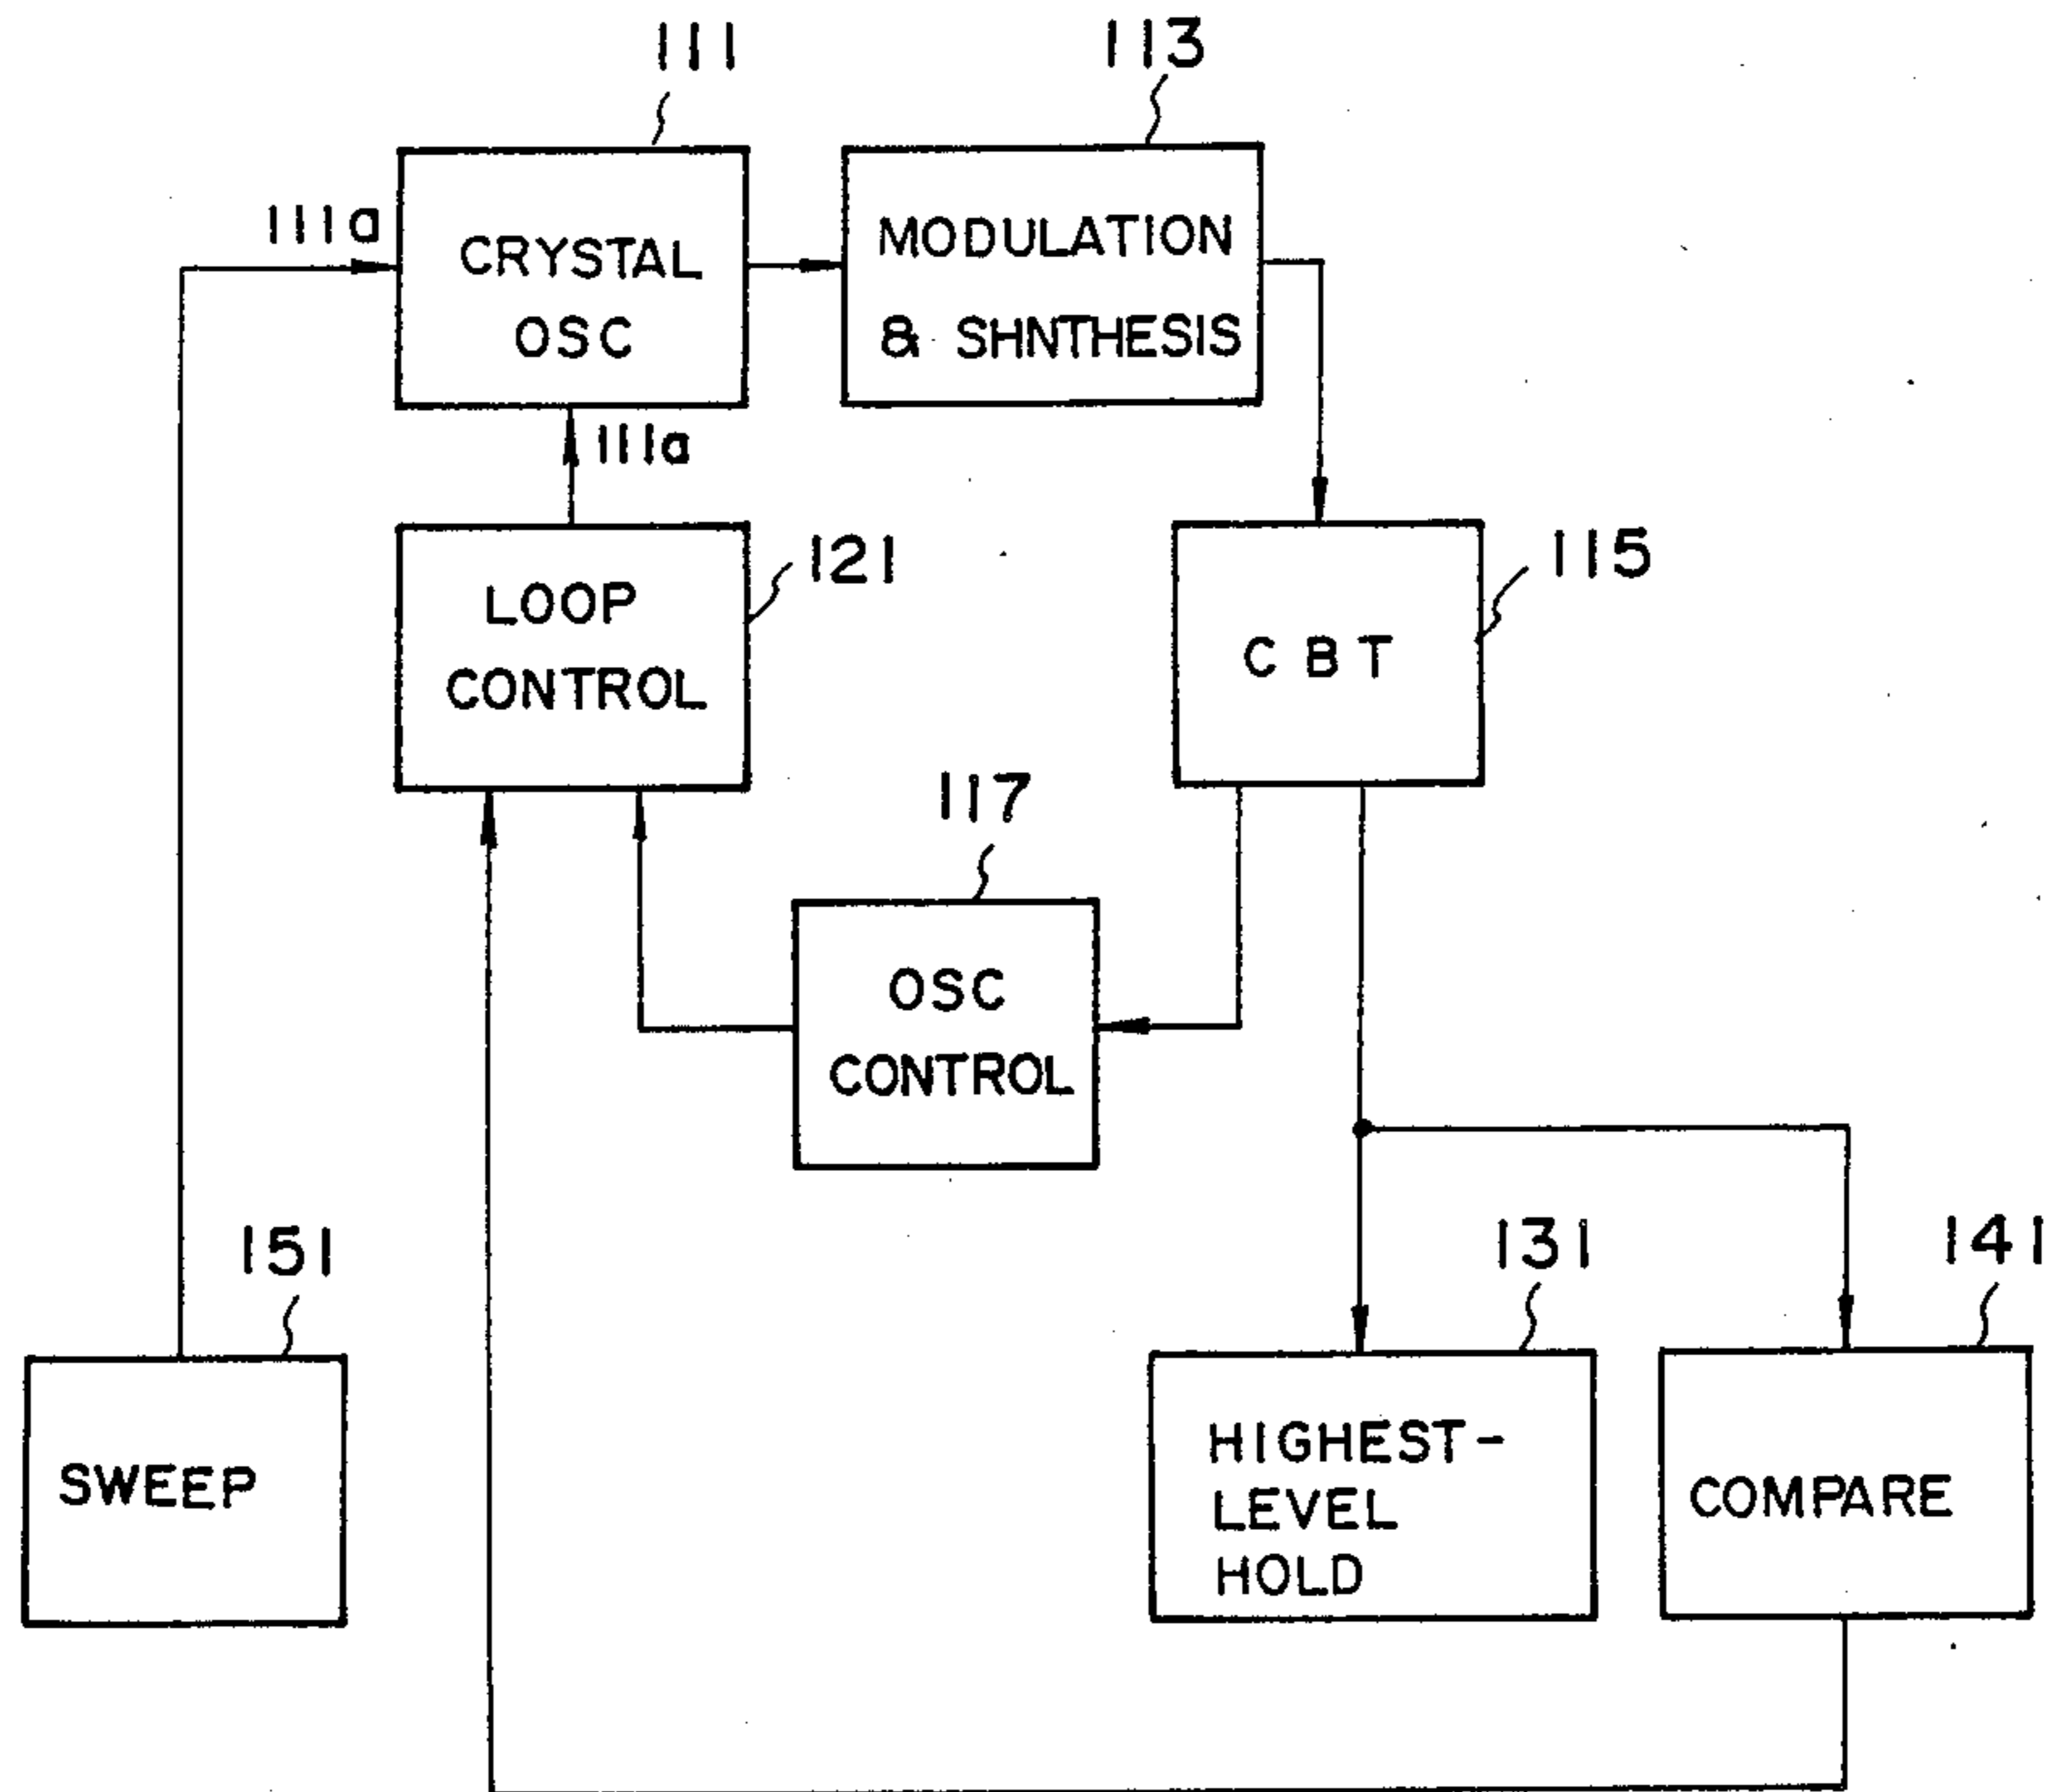 111
113
111a
CRYSTAL
OSC
MODULATION
& SHNTHESIS
111a
121
115
LOOP
CONTROL
C B T
117
OSC
CONTROL
151
131
141
SWEEP
HIGHEST-
LEVEL
HOLD
COMPARE